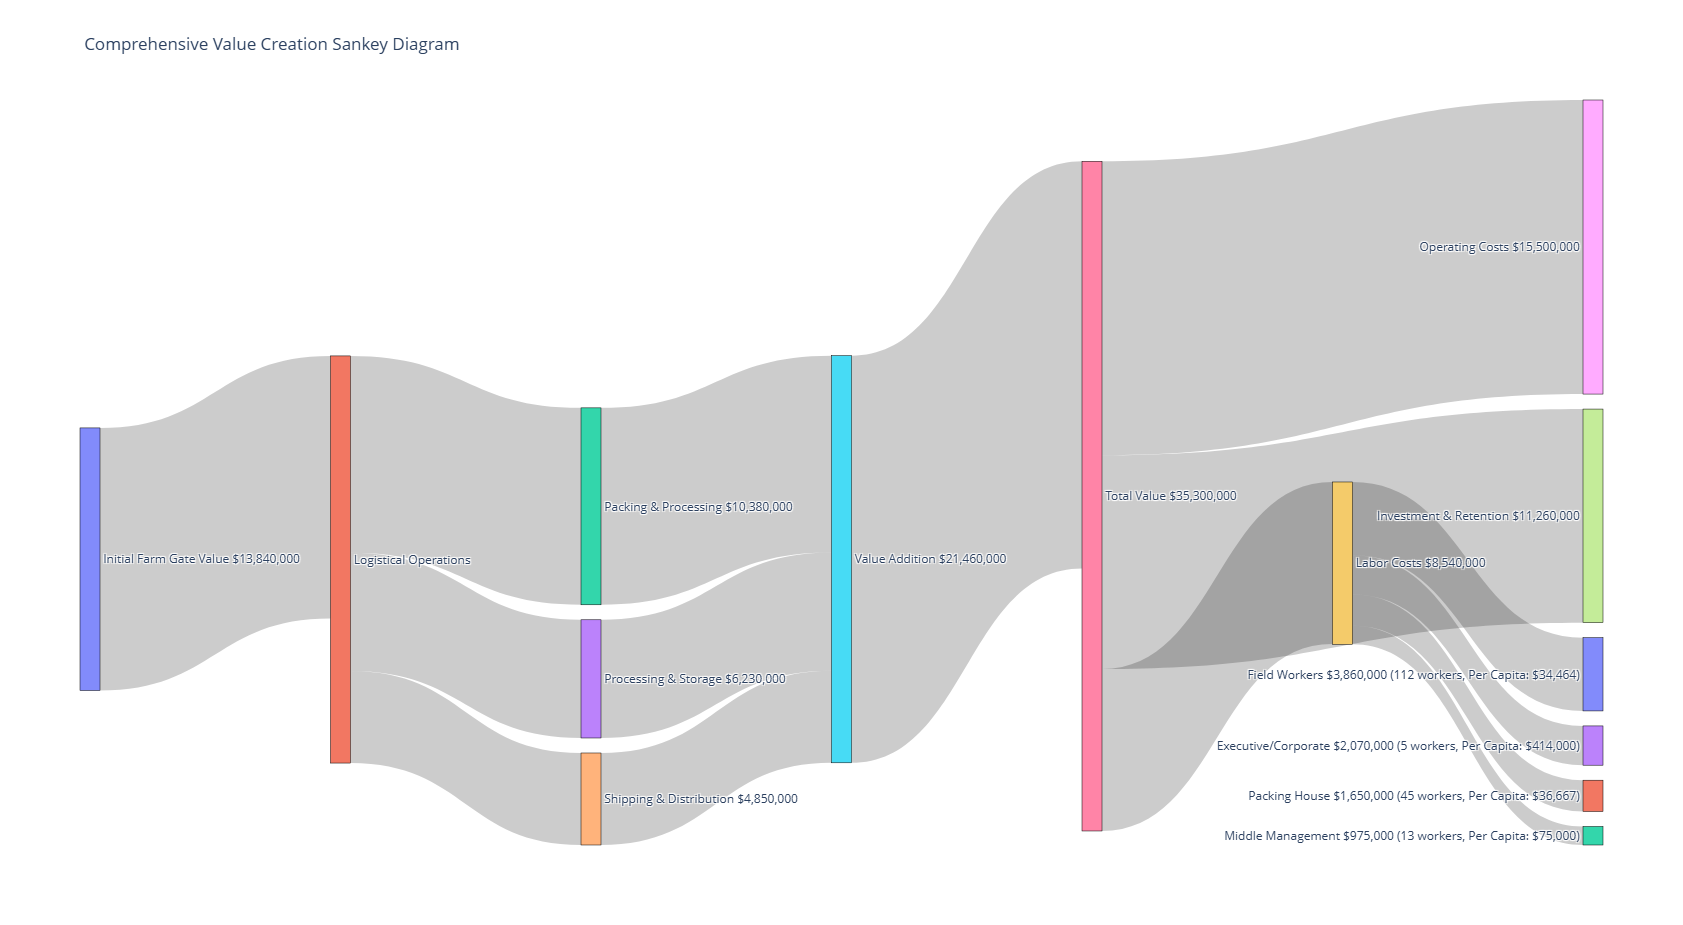 Comprehensive Value Creation Sankey Diagram
Initial Farm Gate Value $13,840,000
Logistical Operations
Packing & Processing $10,380,000
Processing & Storage $6,230,000
Shipping & Distribution $4,850,000
Value Addition $21,460,000
Total Value $35,300,000
Labor Costs $8,540,000
Operating Costs $15,500,000
Investment & Retention $11,260,000
Field Workers $3,860,000 (112 workers, Per Capita: $34,464)
Executive/Corporate $2,070,000 (5 workers, Per Capita: $414,000)
Packing House $1,650,000 (45 workers, Per Capita: $36,667)
Middle Management $975,000 (13 workers, Per Capita: $75,000)